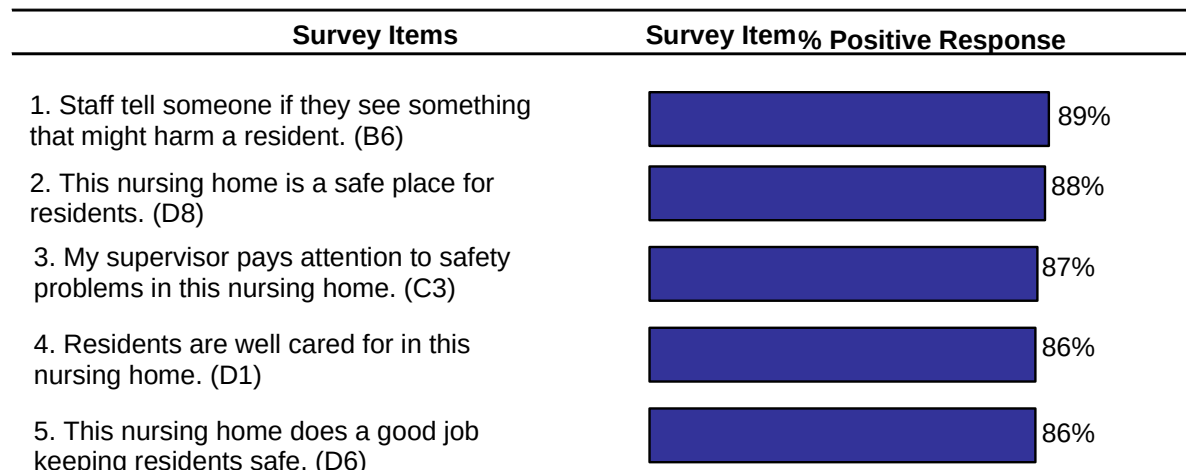 Survey Items Survey Item % Positive Response
1. Staff tell someone if they see something
that might harm a resident. (B6)
89%
2. This nursing home is a safe place for
residents. (D8)
88%
3. My supervisor pays attention to safety
problems in this nursing home. (C3)
87%
4. Residents are well cared for in this
nursing home. (D1)
86%
5. This nursing home does a good job
keeping residents safe. (D6)
86%